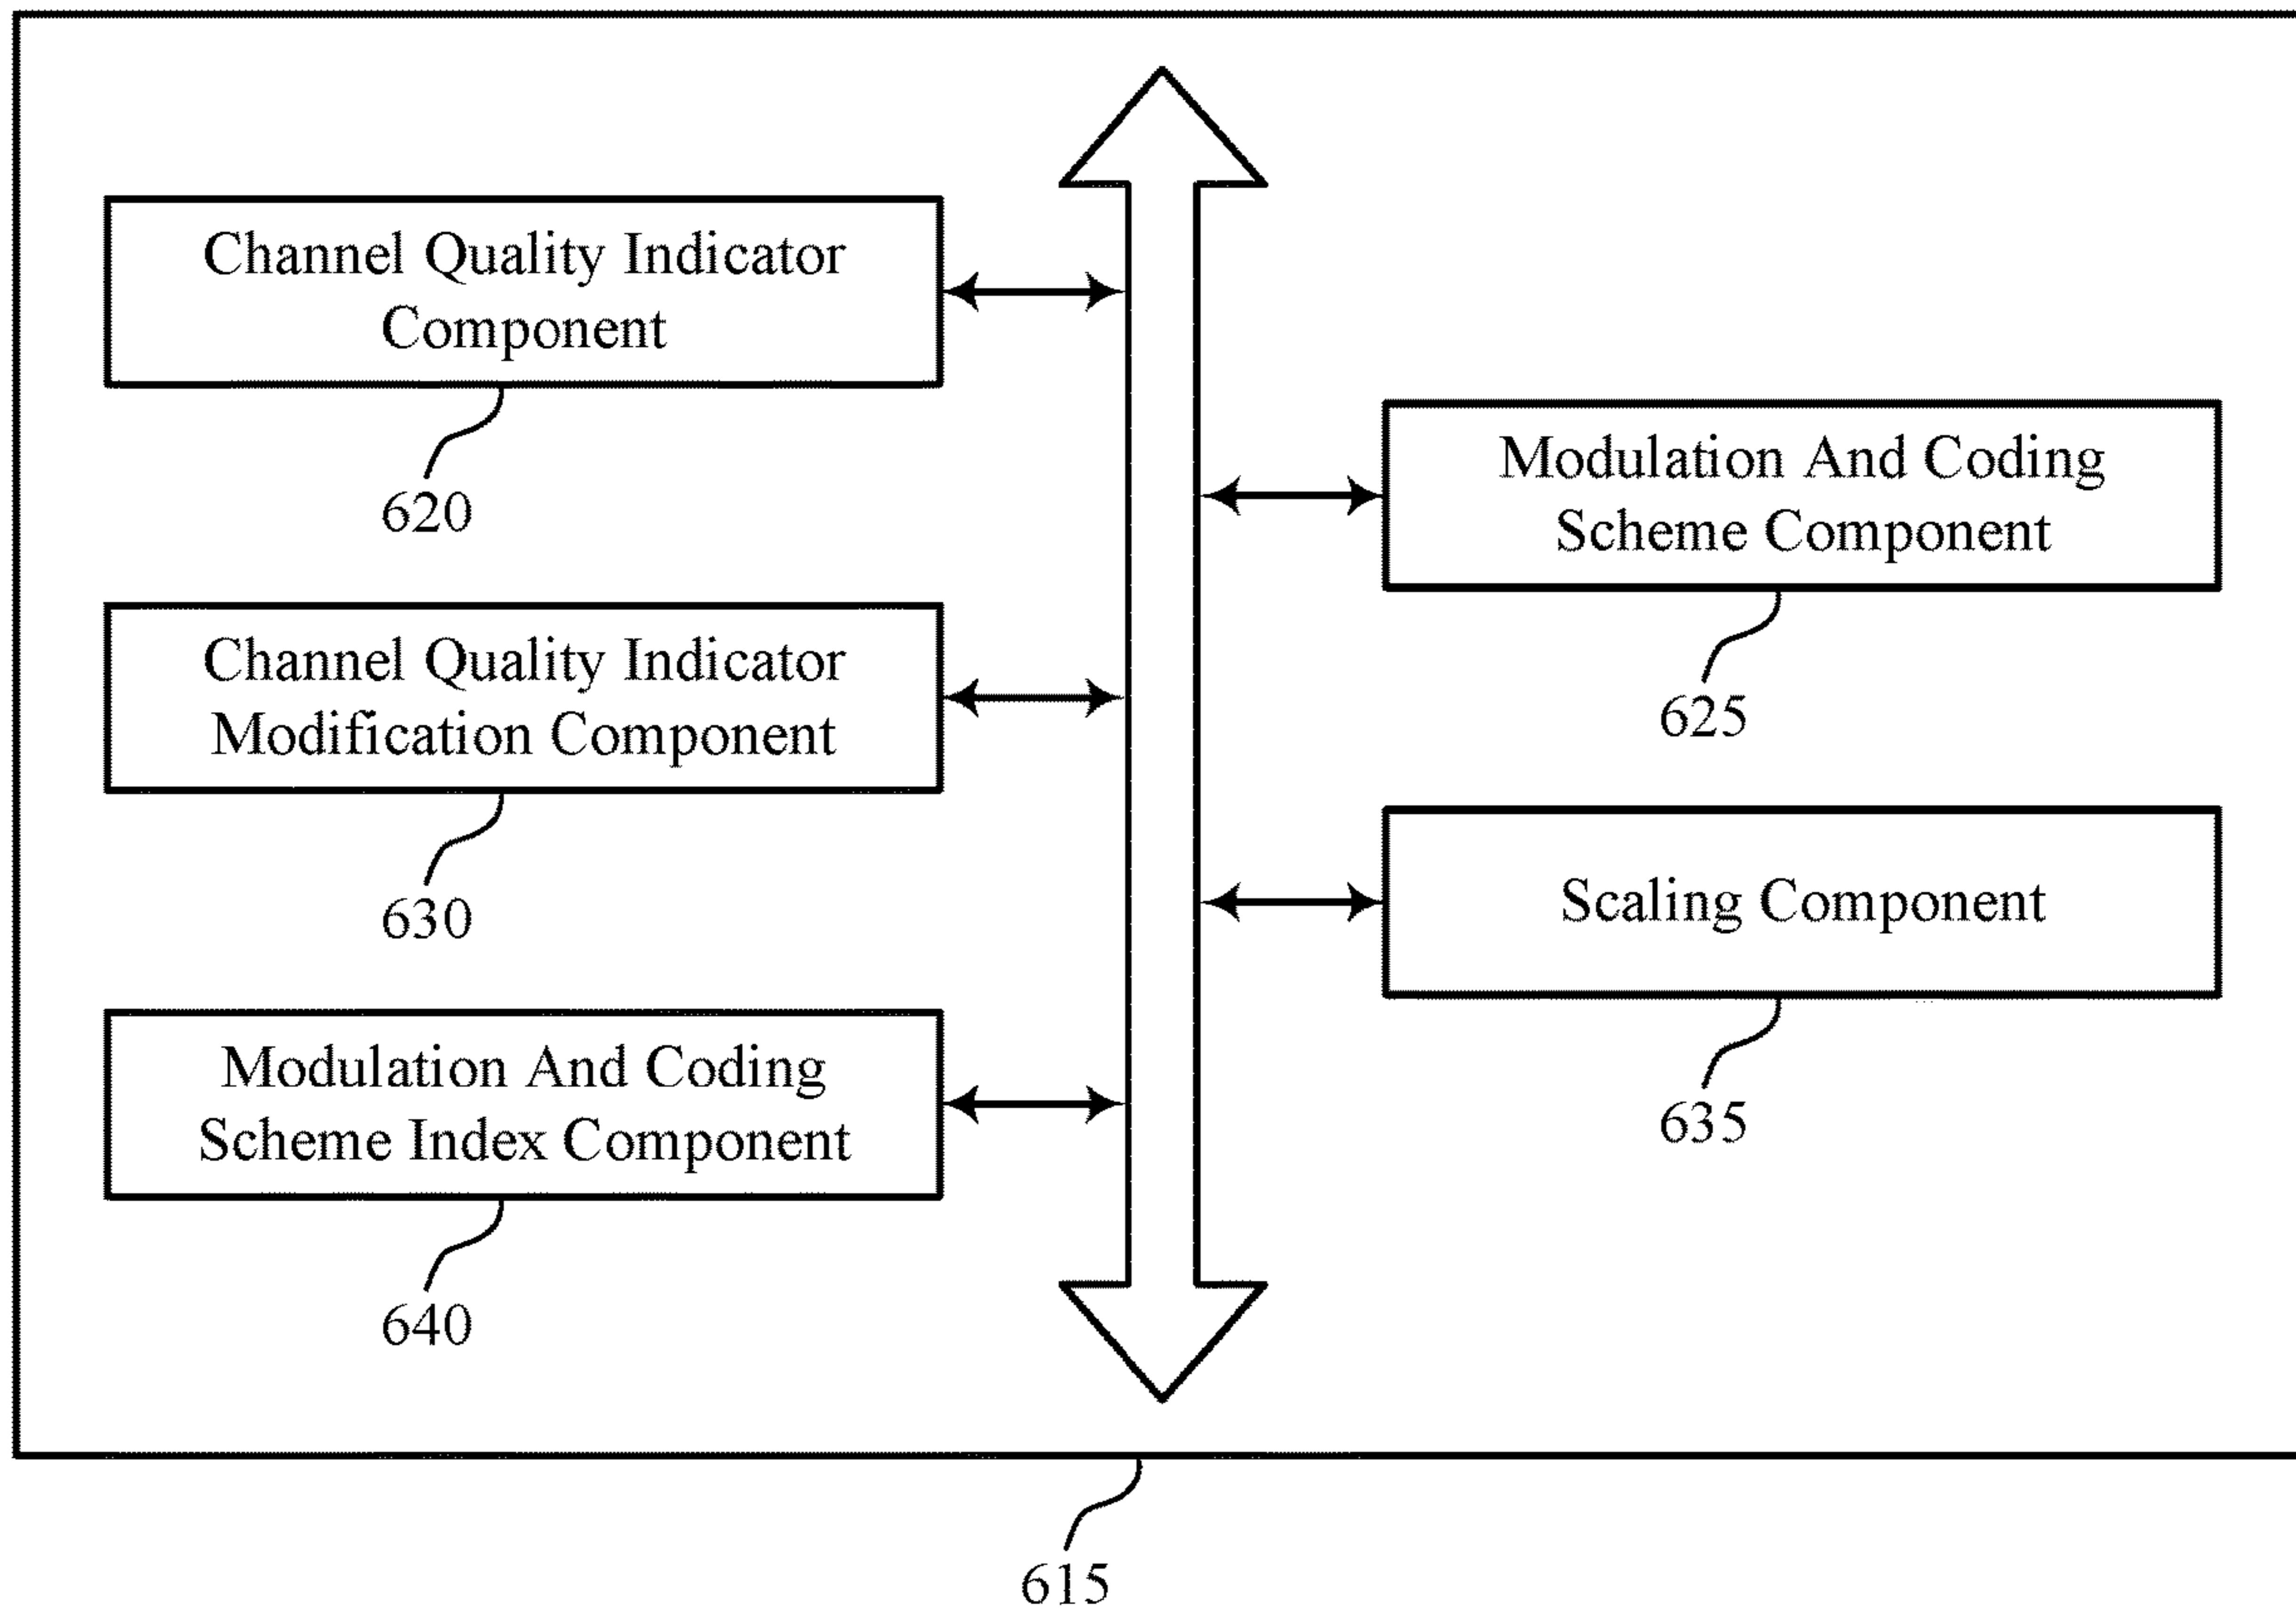 Channel Quality Indicator
Component
620
Modulation And Coding
Scheme Component
625
Channel Quality Indicator
Modification Component
630
Scaling Component
635
Modulation And Coding
Scheme Index Component
640
615